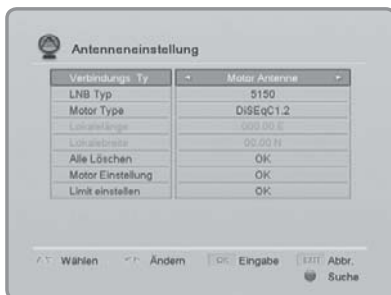 Antenneneinstellung
Verbindungs Ty Motor Antenne
LNB Typ 5150
Motor Type DiSEqC1.2
Lokalelänge 000.00 E
Lokalebreite 00.00 N
Alle Löschen OK
Motor Einstellung OK
Limit einstellen OK
Wählen Ändern OK Eingabe EXIT Abbr.
Suche